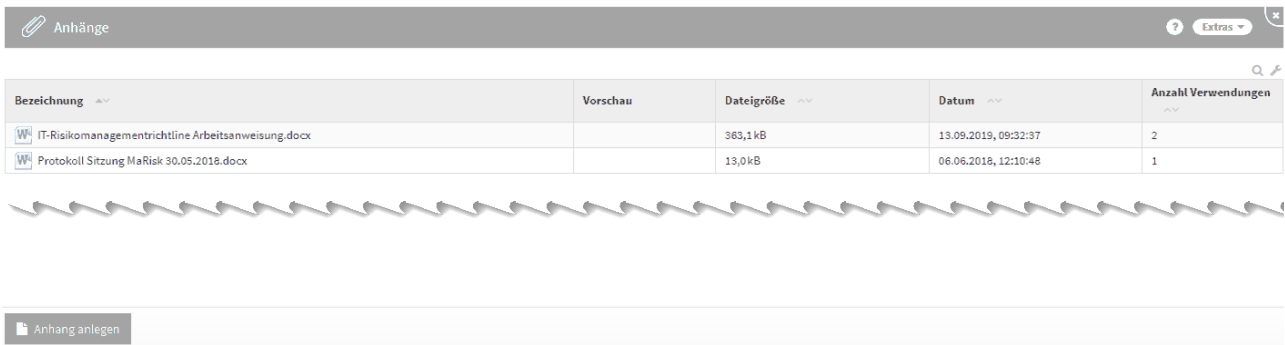 Anhänge
? Extras
Bezeichnung Vorschau Dateigröße Datum Anzahl Verwendungen
IT-Risikomanagementrichtline Arbeitsanweisung.docx 363,1 kB 13.09.2019, 09:32:37 2
Protokoll Sitzung MaRisk 30.05.2018.docx 13,0 kB 06.06.2018, 12:10:48 1
Anhang anlegen